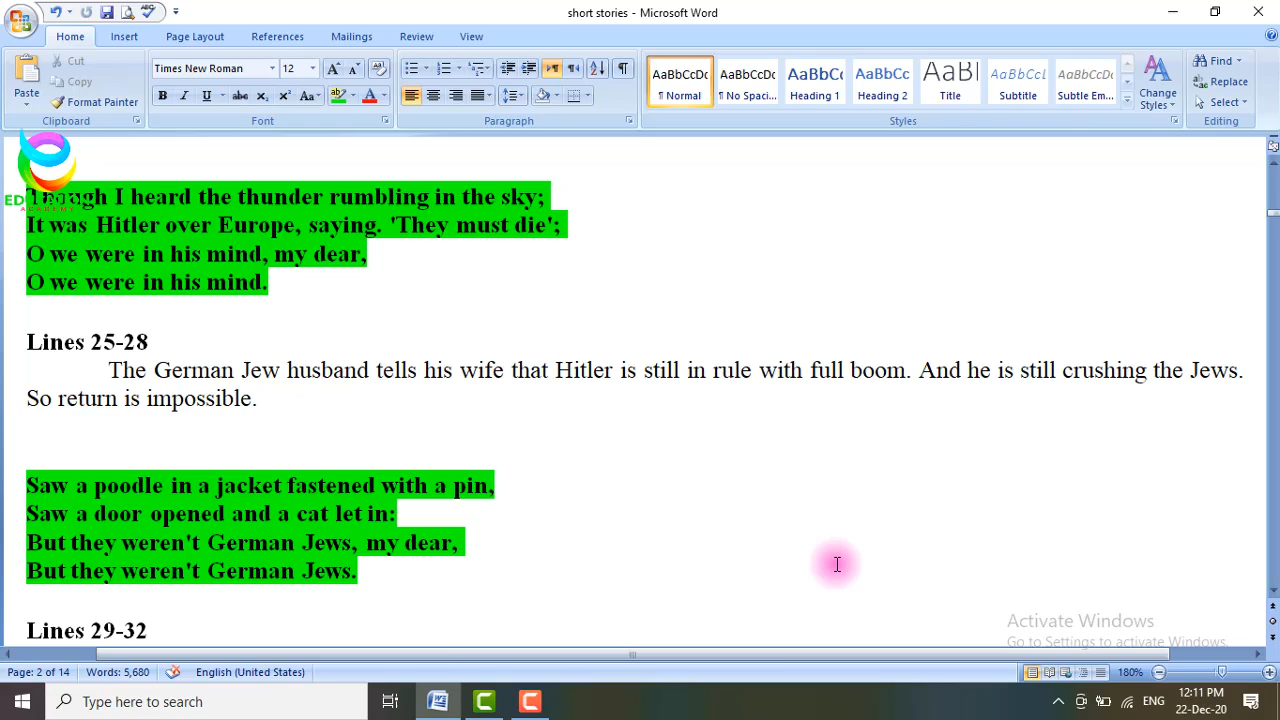 short stories - Microsoft Word
Home Insert Page Layout References Mailings Review View
Paste
Cut
Copy
Format Painter
Clipboard
Times New Roman 12
Font
Paragraph
AaBbCcDc AaBbCcDc AaBbC AaBbCc AaBl AaBbCc. AaBbCcDc
¶ Normal ¶ No Spaci... Heading 1 Heading 2 Title Subtitle Subtle Em...
Styles
Change Styles
Find
Replace
Select
Editing
ACADEMY
Though I heard the thunder rumbling in the sky;
It was Hitler over Europe, saying. 'They must die';
O we were in his mind, my dear,
O we were in his mind.
Lines 25-28
The German Jew husband tells his wife that Hitler is still in rule with full boom. And he is still crushing the Jews.
So return is impossible.
Saw a poodle in a jacket fastened with a pin,
Saw a door opened and a cat let in:
But they weren't German Jews, my dear,
But they weren't German Jews.
Lines 29-32
Activate Windows
Go to Settings to activate Windows.
Page: 2 of 14 Words: 5,680 English (United States) 180%
Type here to search
ENG
12:11 PM
22-Dec-20